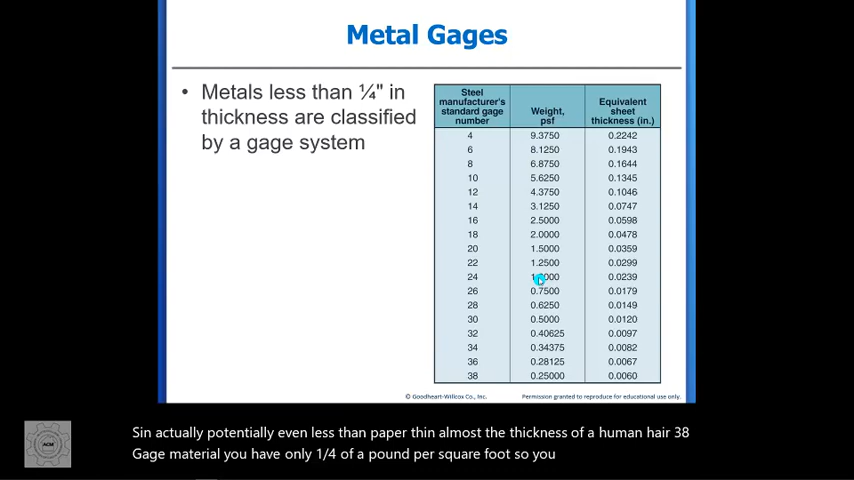 Metal Gages
• Metals less than ¼" in
thickness are classified
by a gage system
Steel manufacturer's standard gage number Weight, psf Equivalent sheet thickness (in.)
4 9.3750 0.2242
6 8.1250 0.1943
8 6.8750 0.1644
10 5.6250 0.1345
12 4.3750 0.1046
14 3.1250 0.0747
16 2.5000 0.0598
18 2.0000 0.0478
20 1.5000 0.0359
22 1.2500 0.0299
24 0.0239
26 0.7500 0.0179
28 0.6250 0.0149
30 0.5000 0.0120
32 0.40625 0.0097
34 0.34375 0.0082
36 0.28125 0.0067
38 0.25000 0.0060
© Goodheart-Willcox Co., Inc. Permission granted to reproduce for educational use only.
ACM
Sin actually potentially even less than paper thin almost the thickness of a human hair 38
Gage material you have only 1/4 of a pound per square foot so you